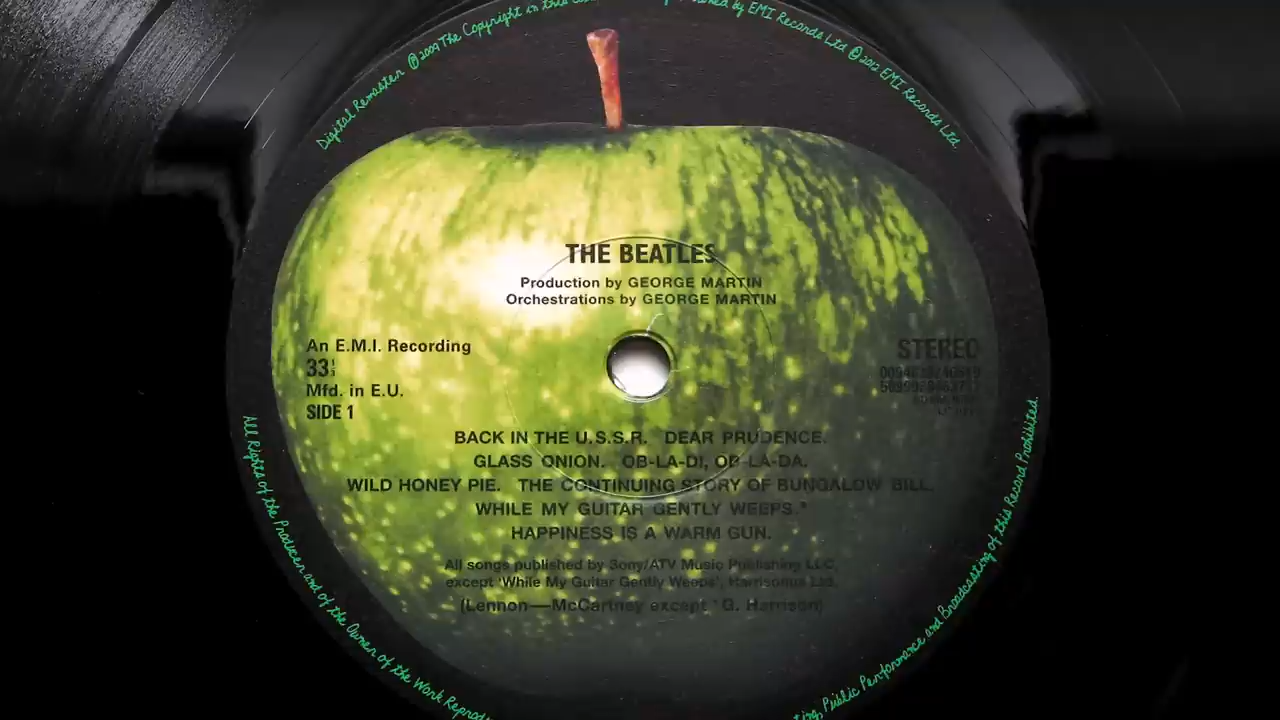 Digital Remaster ℗2009 The Copyright in this
by EMI Records Ltd ©2012 EMI Records Ltd.
THE BEATLES
Production by GEORGE MARTIN
Orchestrations by GEORGE MARTIN
An E.M.I. Recording
33⅓
Mfd. in E.U.
SIDE 1
STEREO
BACK IN THE U.S.S.R. DEAR PRUDENCE.
GLASS ONION. OB-LA-DI, OB-LA-DA.
WILD HONEY PIE. THE CONTINUING STORY OF BUNGALOW BILL.
WHILE MY GUITAR GENTLY WEEPS.*
HAPPINESS IS A WARM GUN.
All songs published by Sony/ATV Music Publishing LLC,
except 'While My Guitar Gently Weeps', Harrisongs Ltd.
(Lennon—McCartney except * G. Harrison)
All Rights of the Producer and of the Owner of the Work
Public Performance and Broadcasting of this Record Prohibited.